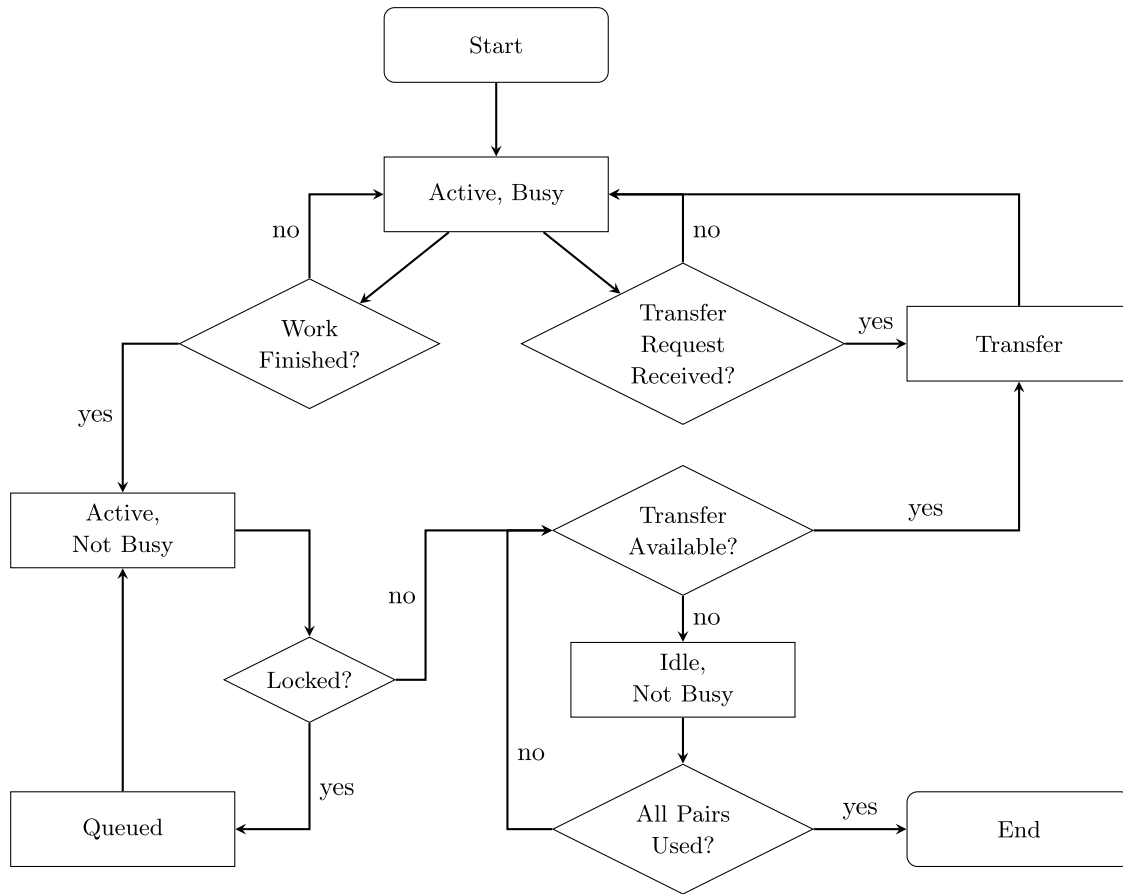 Start
Active, Busy
no
no
Work
Finished?
Transfer
Request
Received?
yes
Transfer
yes
Active,
Not Busy
Transfer
Available?
yes
no
no
Locked?
Idle,
Not Busy
no
yes
Queued
All Pairs
Used?
yes
End